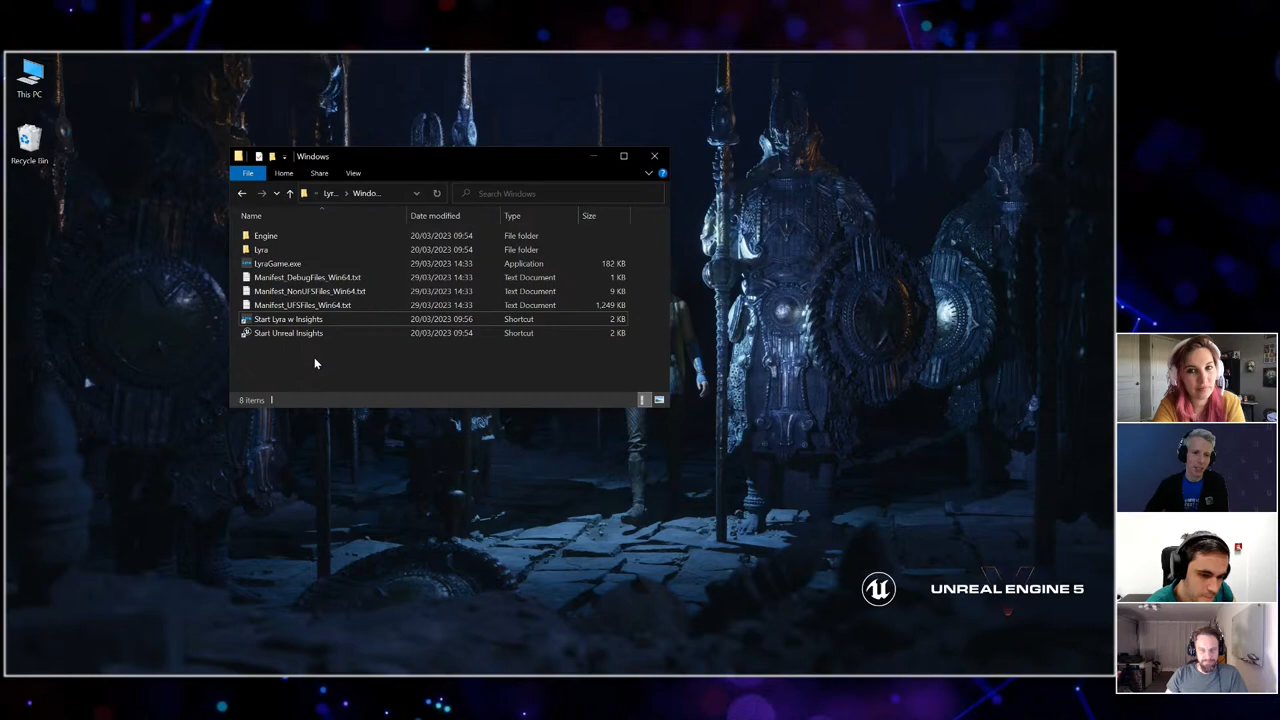 This PC
Recycle Bin
Windows
File Home Share View
Lyr... Windo... Search Windows
Name Date modified Type Size
Engine 20/03/2023 09:54 File folder
Lyra 20/03/2023 09:54 File folder
LyraGame.exe 29/03/2023 14:33 Application 182 KB
Manifest_DebugFiles_Win64.txt 29/03/2023 14:33 Text Document 1 KB
Manifest_NonUFSFiles_Win64.txt 29/03/2023 14:33 Text Document 9 KB
Manifest_UFSFiles_Win64.txt 29/03/2023 14:33 Text Document 1,249 KB
Start Lyra w Insights 20/03/2023 09:56 Shortcut 2 KB
Start Unreal Insights 20/03/2023 09:54 Shortcut 2 KB
8 items
UNREAL ENGINE 5